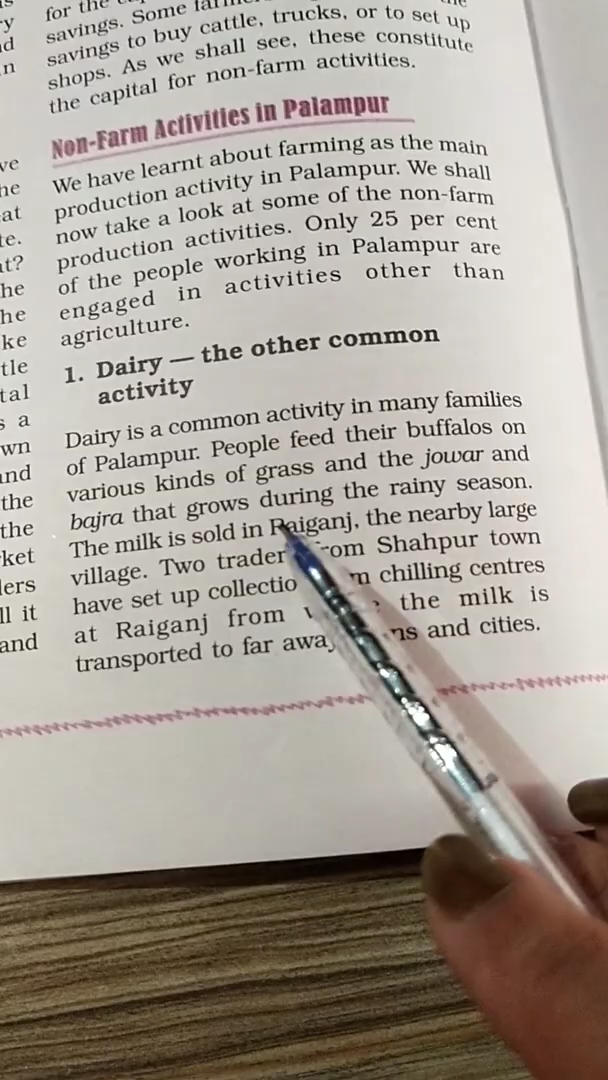 for the
savings. Some
savings to buy cattle, trucks, or to set up
shops. As we shall see, these constitute
the capital for non-farm activities.
Non-Farm Activities in Palampur
We have learnt about farming as the main
production activity in Palampur. We shall
now take a look at some of the non-farm
production activities. Only 25 per cent
of the people working in Palampur are
engaged in activities other than
agriculture.
1. Dairy — the other common
activity
Dairy is a common activity in many families
of Palampur. People feed their buffalos on
various kinds of grass and the jowar and
bajra that grows during the rainy season.
The milk is sold in Raiganj, the nearby large
village. Two trader from Shahpur town
have set up collectio chilling centres
at Raiganj from the milk is
transported to far away and cities.